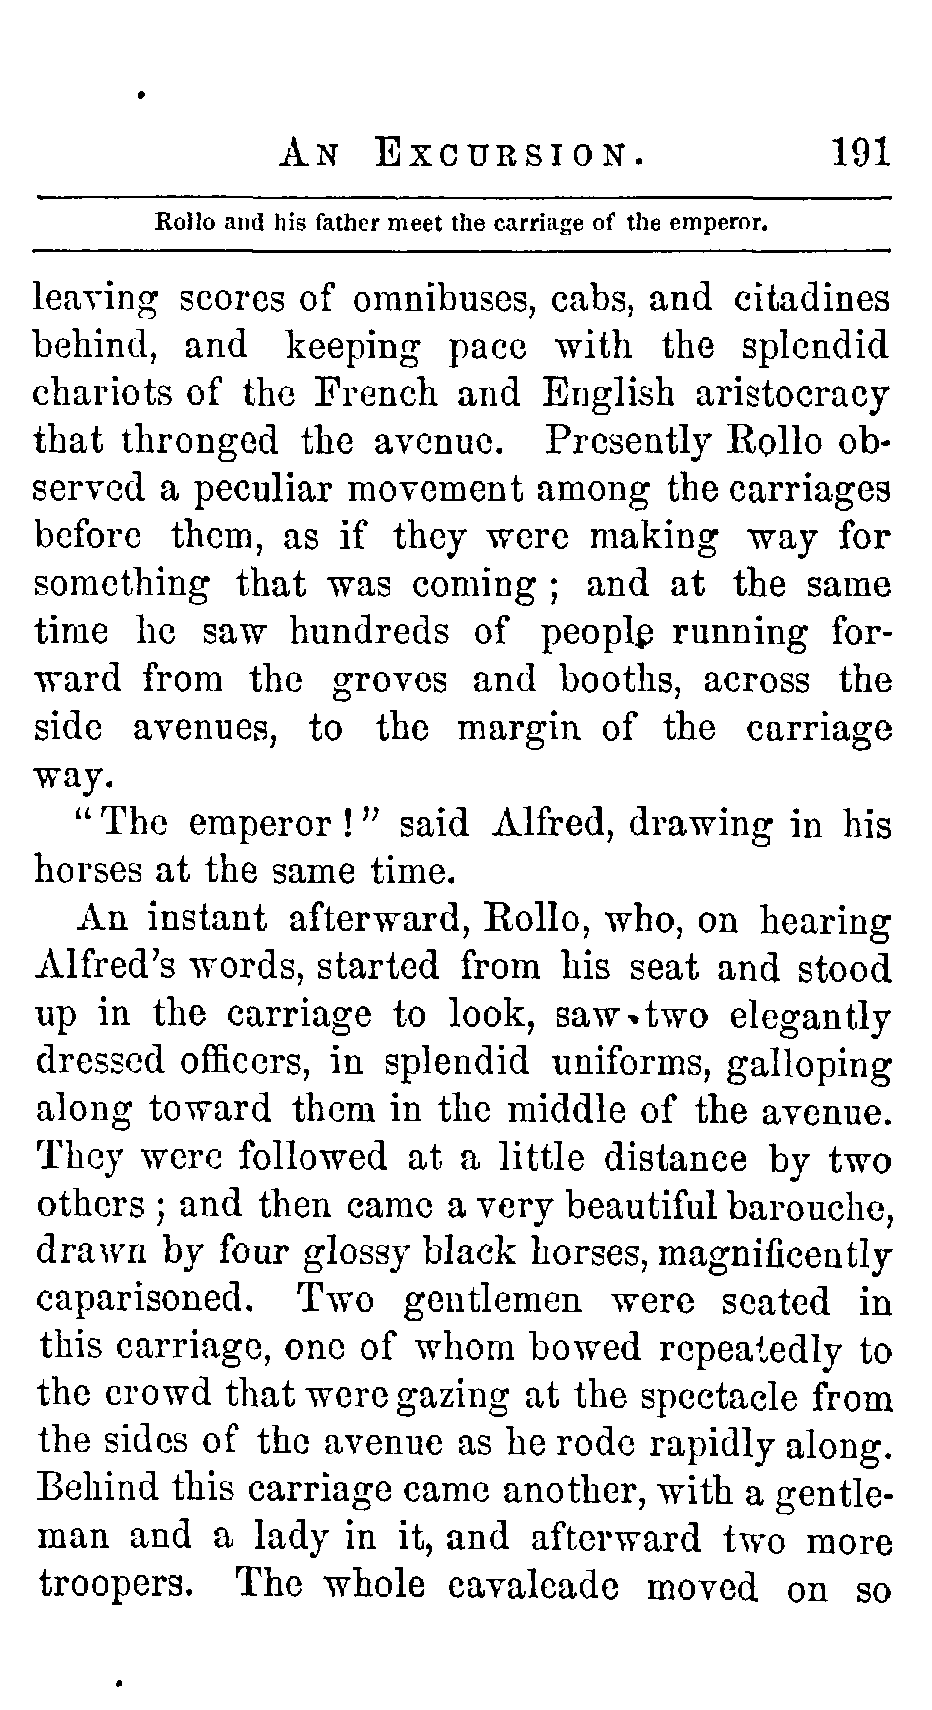 AN EXCURSION. 191
Rollo and his father meet the carriage of the emperor.
leaving scores of omnibuses, cabs, and citadines
behind, and keeping pace with the splendid
chariots of the French and English aristocracy
that thronged the avenue. Presently Rollo ob-
served a peculiar movement among the carriages
before them, as if they were making way for
something that was coming ; and at the same
time he saw hundreds of people running for-
ward from the groves and booths, across the
side avenues, to the margin of the carriage
way.
“The emperor !” said Alfred, drawing in his
horses at the same time.
An instant afterward, Rollo, who, on hearing
Alfred’s words, started from his seat and stood
up in the carriage to look, saw two elegantly
dressed officers, in splendid uniforms, galloping
along toward them in the middle of the avenue.
They were followed at a little distance by two
others ; and then came a very beautiful barouche,
drawn by four glossy black horses, magnificently
caparisoned. Two gentlemen were seated in
this carriage, one of whom bowed repeatedly to
the crowd that were gazing at the spectacle from
the sides of the avenue as he rode rapidly along.
Behind this carriage came another, with a gentle-
man and a lady in it, and afterward two more
troopers. The whole cavalcade moved on so